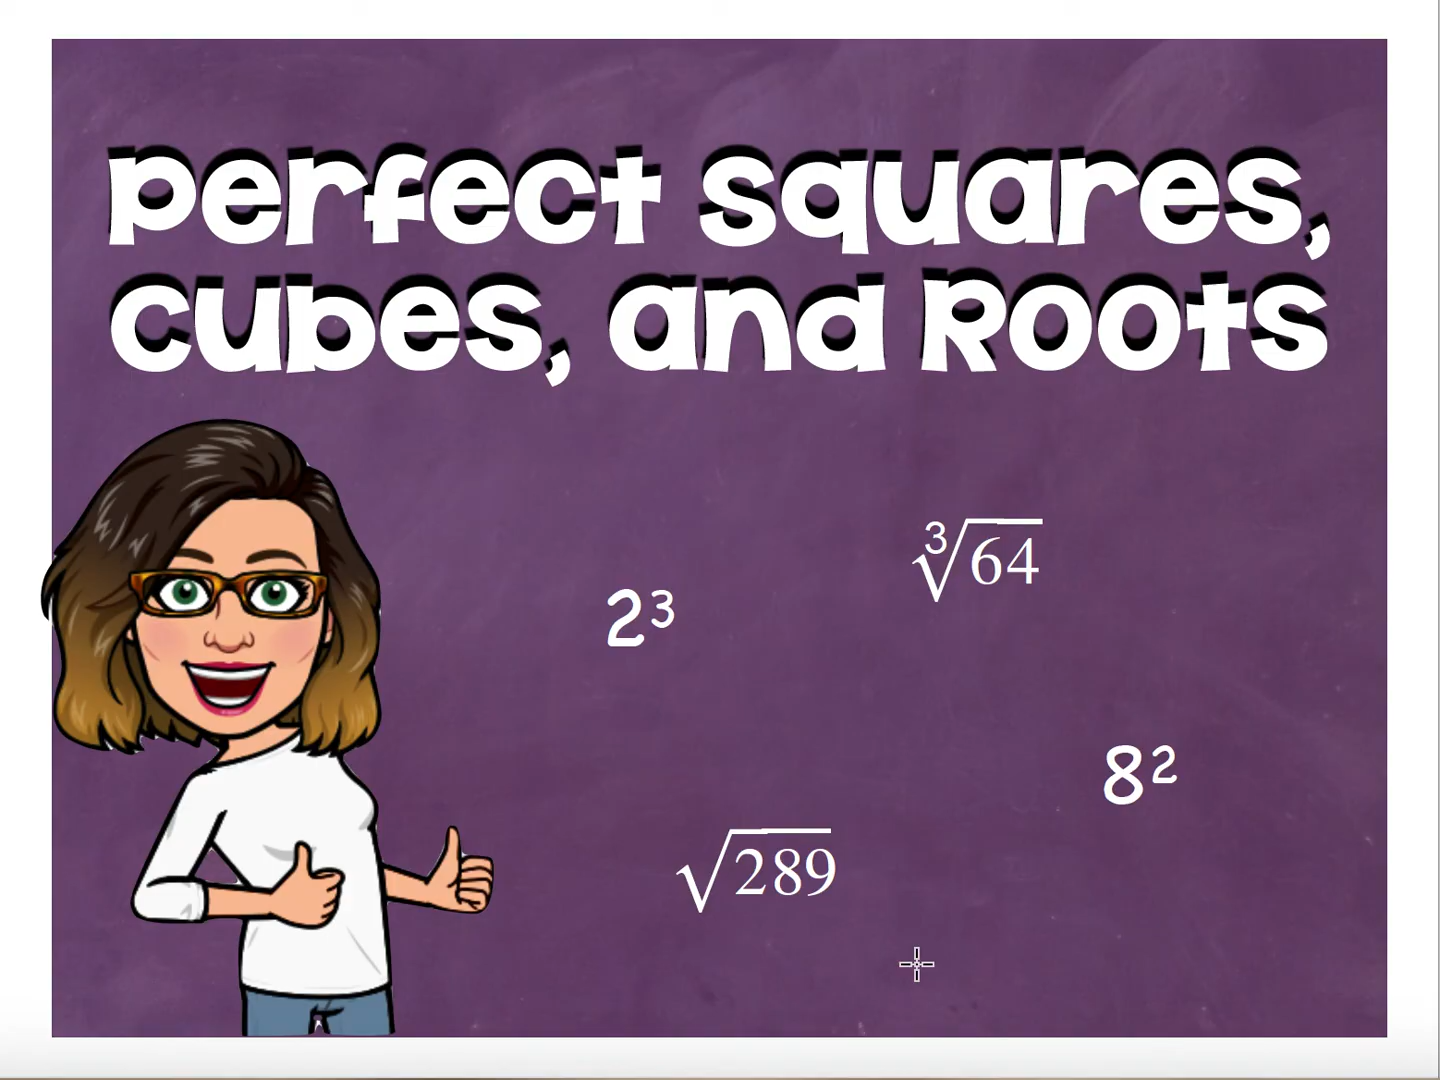 Perfect Squares,
Cubes, and Roots
∛64
2³
8²
√289